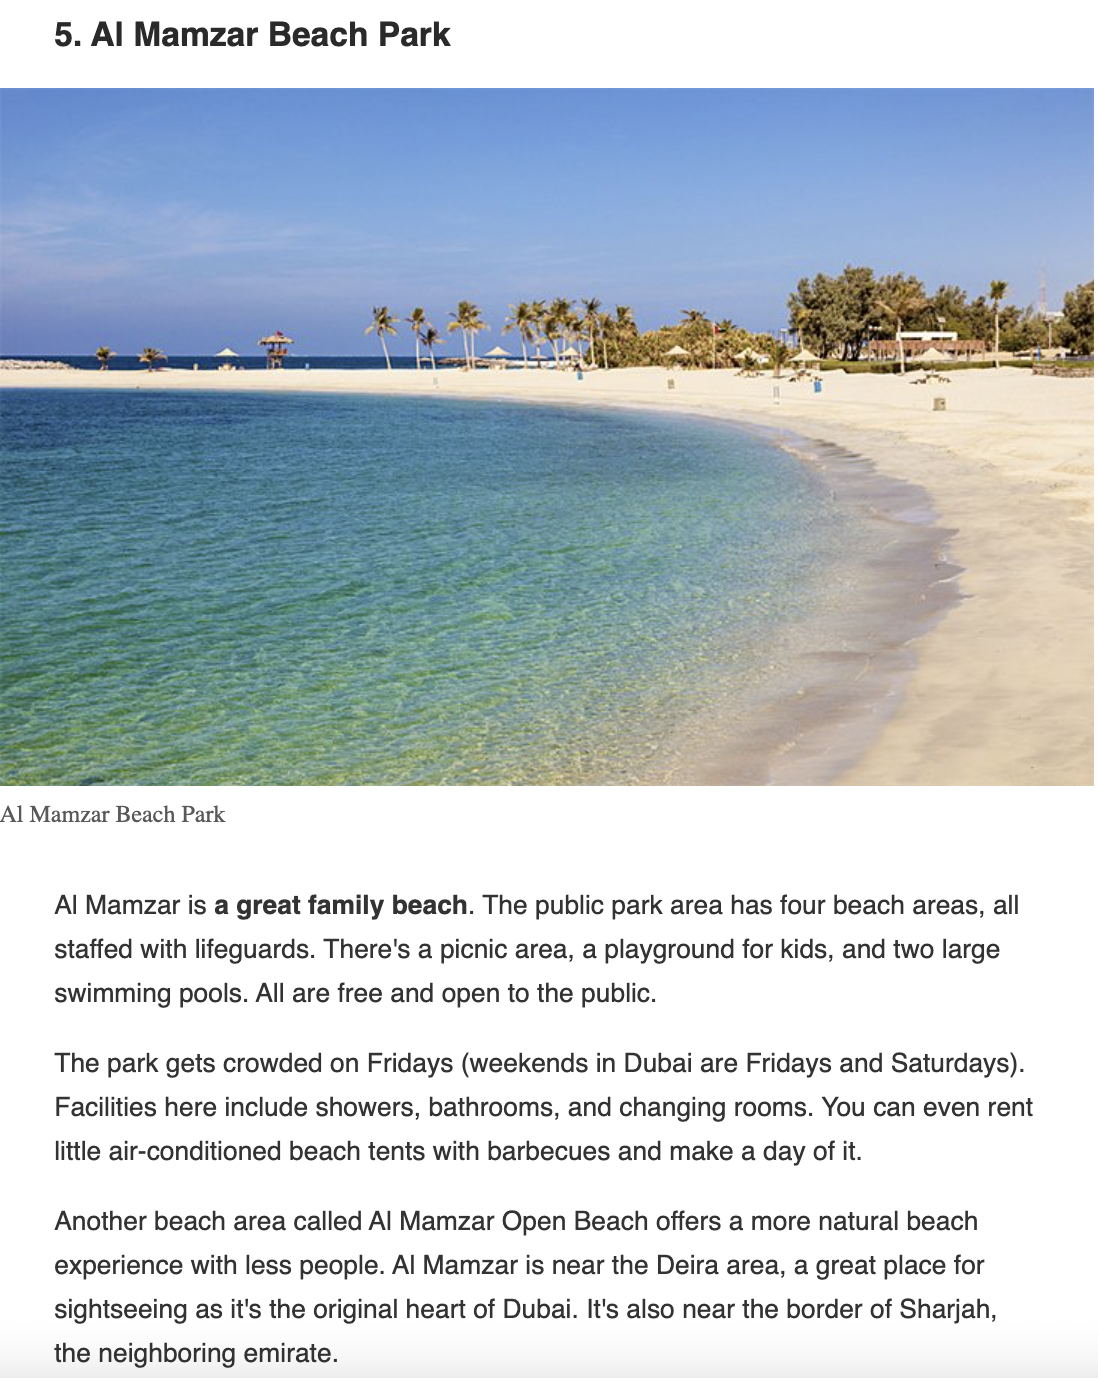 5. Al Mamzar Beach Park
Al Mamzar Beach Park
Al Mamzar is a great family beach. The public park area has four beach areas, all
staffed with lifeguards. There's a picnic area, a playground for kids, and two large
swimming pools. All are free and open to the public.
The park gets crowded on Fridays (weekends in Dubai are Fridays and Saturdays).
Facilities here include showers, bathrooms, and changing rooms. You can even rent
little air-conditioned beach tents with barbecues and make a day of it.
Another beach area called Al Mamzar Open Beach offers a more natural beach
experience with less people. Al Mamzar is near the Deira area, a great place for
sightseeing as it's the original heart of Dubai. It's also near the border of Sharjah,
the neighboring emirate.